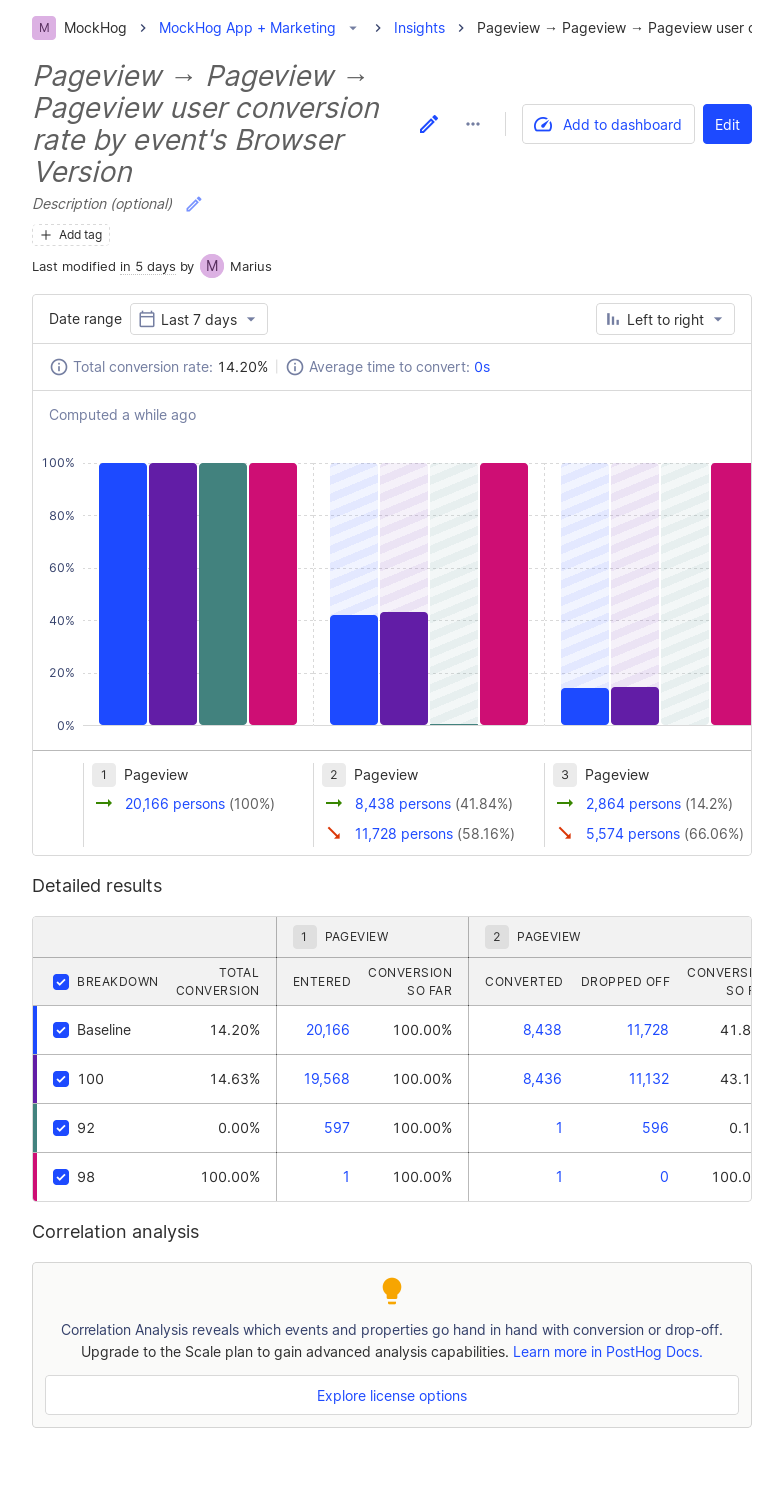 M MockHog > MockHog App + Marketing > Insights > Pageview → Pageview → Pageview user
Pageview → Pageview →
Pageview user conversion
rate by event's Browser
Version
Add to dashboard
Edit
Description (optional)
Add tag
Last modified in 5 days by M Marius
Date range Last 7 days Left to right
Total conversion rate: 14.20% Average time to convert: 0s
Computed a while ago
100%
80%
60%
40%
20%
0%
1 Pageview 2 Pageview 3 Pageview
20,166 persons (100%) 8,438 persons (41.84%) 2,864 persons (14.2%)
11,728 persons (58.16%) 5,574 persons (66.06%)
Detailed results
1 PAGEVIEW 2 PAGEVIEW
BREAKDOWN TOTAL CONVERSION ENTERED CONVERSION SO FAR CONVERTED DROPPED OFF CONVERSI SO F
Baseline 14.20% 20,166 100.00% 8,438 11,728 41.8
100 14.63% 19,568 100.00% 8,436 11,132 43.1
92 0.00% 597 100.00% 1 596 0.1
98 100.00% 1 100.00% 1 0 100.0
Correlation analysis
Correlation Analysis reveals which events and properties go hand in hand with conversion or drop-off.
Upgrade to the Scale plan to gain advanced analysis capabilities. Learn more in PostHog Docs.
Explore license options